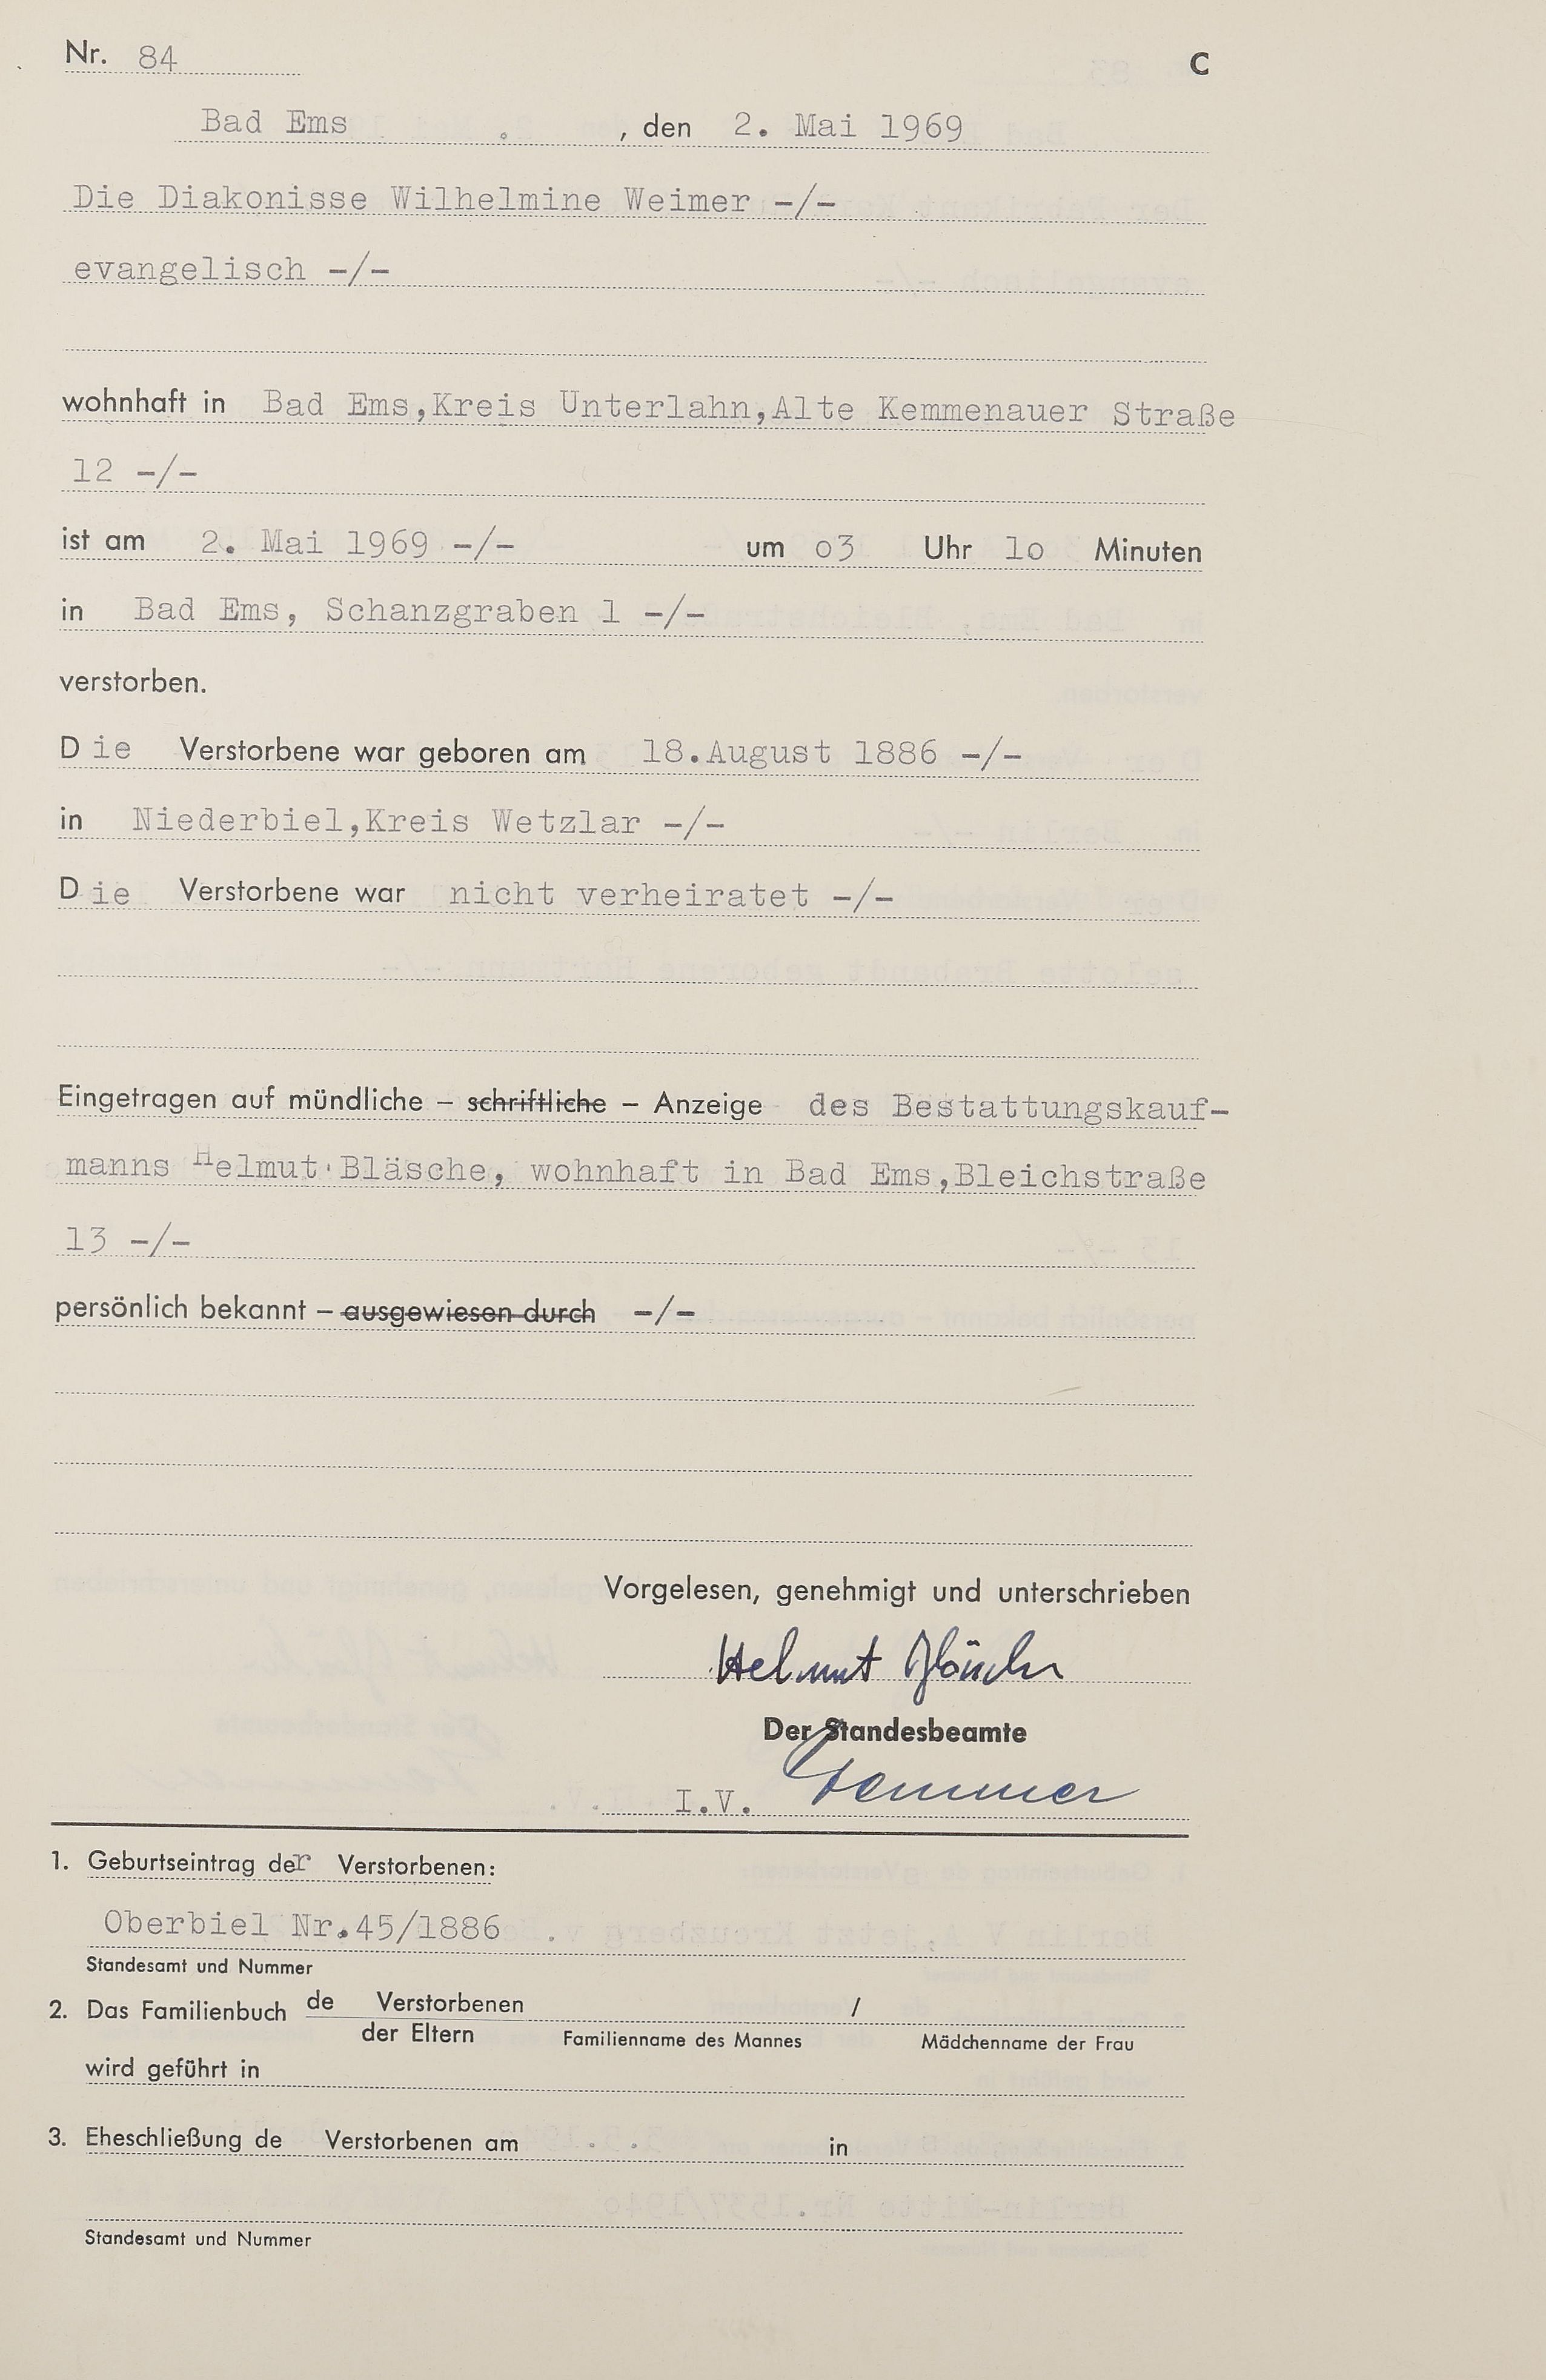 Nr. 84 C
Bad Ems , den 2. Mai 1969
Die Diakonisse Wilhelmine Weimer -/-
evangelisch -/-
wohnhaft in Bad Ems,Kreis Unterlahn,Alte Kemmenauer Straße
12 -/-
ist am 2. Mai 1969 -/- um o3 Uhr lo Minuten
in Bad Ems, Schanzgraben 1 -/-
verstorben.
Die Verstorbene war geboren am 18.August 1886 -/-
in Niederbiel,Kreis Wetzlar -/-
Die Verstorbene war nicht verheiratet -/-
Eingetragen auf mündliche – schriftliche – Anzeige des Bestattungskauf-
manns Helmut Bläsche, wohnhaft in Bad Ems,Bleichstraße
13 -/-
persönlich bekannt – ausgewiesen durch -/-
Vorgelesen, genehmigt und unterschrieben
Helmut Bläsche
Der Standesbeamte
I.V.
1. Geburtseintrag der Verstorbenen:
Oberbiel Nr.45/1886
Standesamt und Nummer
2. Das Familienbuch de Verstorbenen /
der Eltern Familienname des Mannes Mädchenname der Frau
wird geführt in
3. Eheschließung de Verstorbenen am in
Standesamt und Nummer